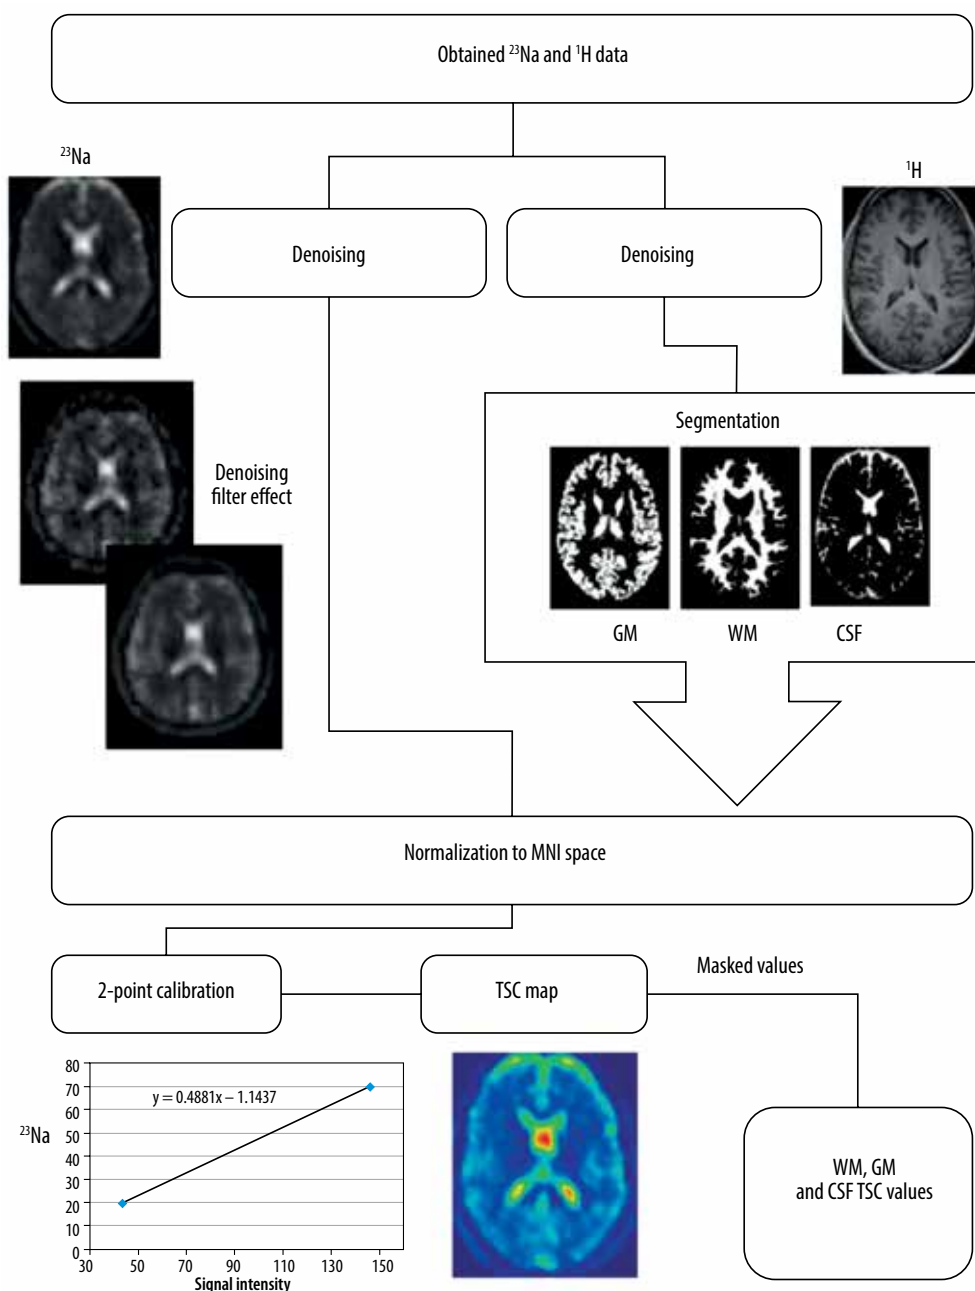 Obtained ²³Na and ¹H data
²³Na
¹H
Denoising
Denoising
Denoising
filter effect
Segmentation
GM
WM
CSF
Normalization to MNI space
2-point calibration
TSC map
Masked values
80
70
60
50
40
30
20
10
0
²³Na
y = 0.4881x – 1.1437
30
50
70
90
110
130
150
Signal intensity
WM, GM
and CSF TSC values